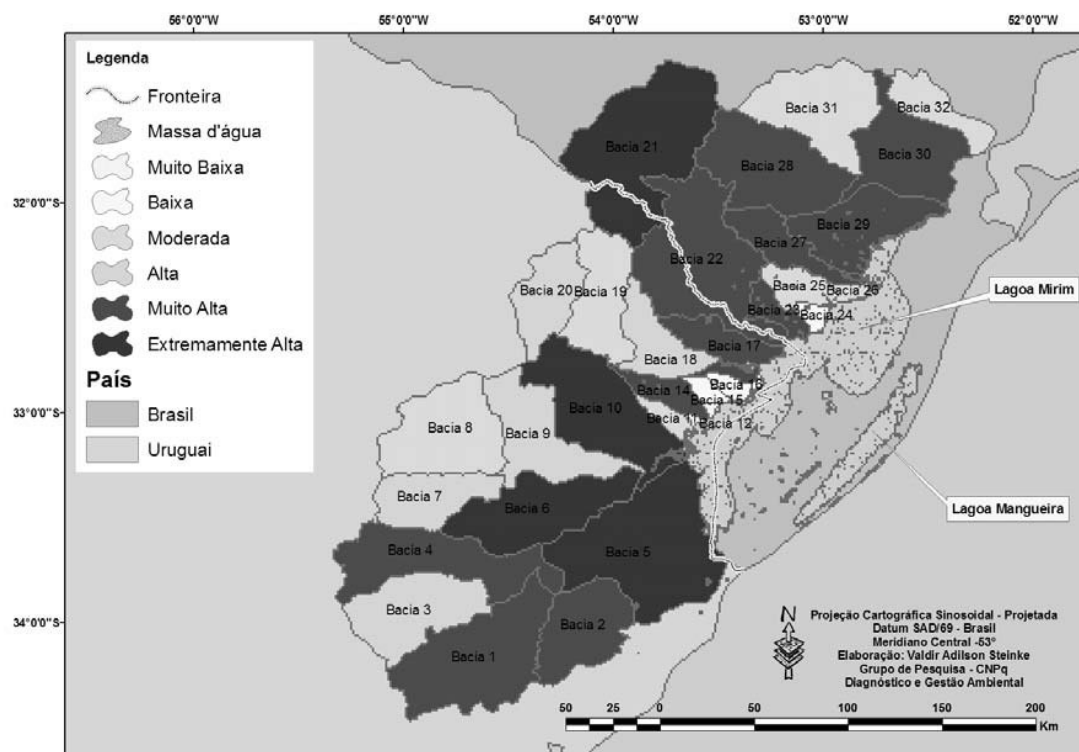 56°0'0"W
55°0'0"W
54°0'0"W
53°0'0"W
52°0'0"W
Legenda
Fronteira
Massa d'água
Muito Baixa
Baixa
Moderada
Alta
Muito Alta
Extremamente Alta
País
Brasil
Uruguai
32°0'0"S
33°0'0"S
34°0'0"S
Bacia 31
Bacia 32
Bacia 21
Bacia 28
Bacia 30
Bacia 29
Bacia 27
Bacia 22
Bacia 20
Bacia 19
Bacia 25
Bacia 26
Bacia 23
Bacia 24
Lagoa Mirim
Bacia 17
Bacia 18
Bacia 16
Bacia 14
Bacia 15
Bacia 10
Bacia 11
Bacia 12
Bacia 8
Bacia 9
Bacia 7
Bacia 6
Lagoa Mangueira
Bacia 4
Bacia 5
Bacia 3
Bacia 2
Bacia 1
N
Projeção Cartográfica Sinosoidal - Projetada
Datum SAD/69 - Brasil
Meridiano Central -53º
Elaboração: Valdir Adilson Steinke
Grupo de Pesquisa - CNPq
Diagnóstico e Gestão Ambiental
50 25 0 50 100 150 200
Km